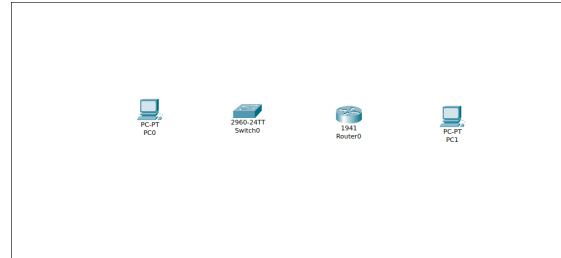 PC-PT
PC0
2960-24TT
Switch0
1941
Router0
PC-PT
PC1